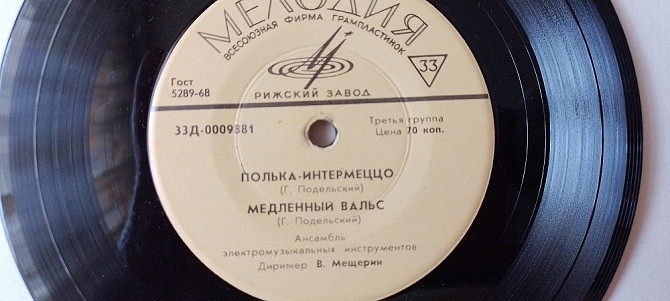 МЕЛОДИЯ
ВСЕСОЮЗНАЯ ФИРМА ГРАМПЛАСТИНОК
33
Гост
5289-68
РИЖСКИЙ ЗАВОД
33Д-0009881
Третья группа
Цена 70 коп.
ПОЛЬКА-ИНТЕРМЕЦЦО
(Г. Подельский)
МЕДЛЕННЫЙ ВАЛЬС
(Г. Подельский)
Ансамбль
электромузыкальных инструментов
Дирижер В. Мещерин